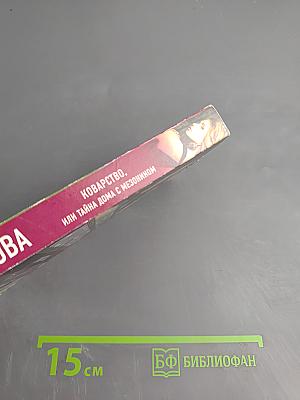 ОВА
КОВАРСТВО,
ИЛИ ТАЙНА ДОМА С МЕЗОНИНОМ
15 см
БФ БИБЛИОФАН